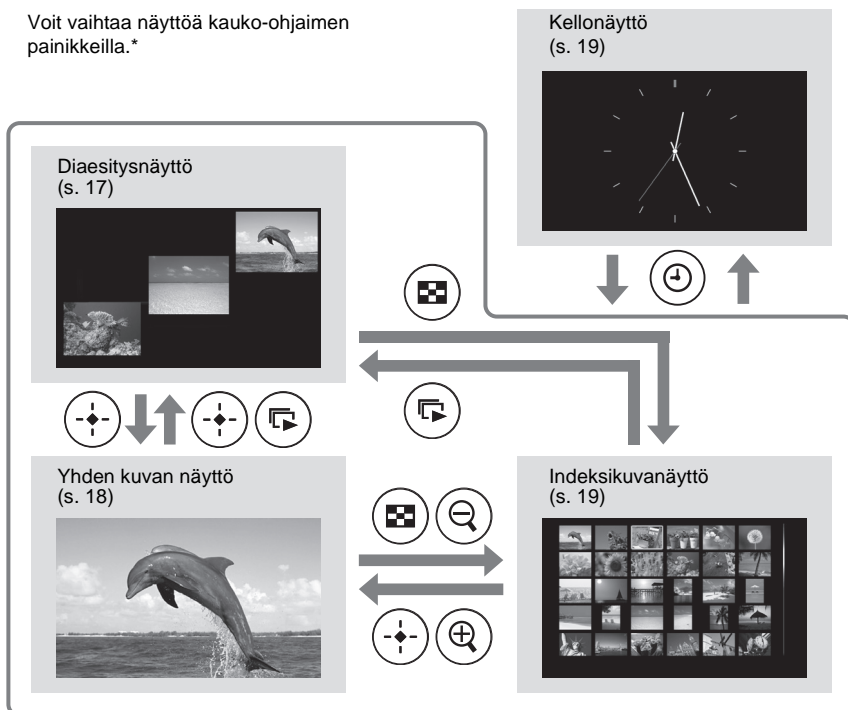 Voit vaihtaa näyttöä kauko-ohjaimen
painikkeilla.*
Kellonäyttö
(s. 19)
Diaesitysnäyttö
(s. 17)
Yhden kuvan näyttö
(s. 18)
Indeksikuvanäyttö
(s. 19)